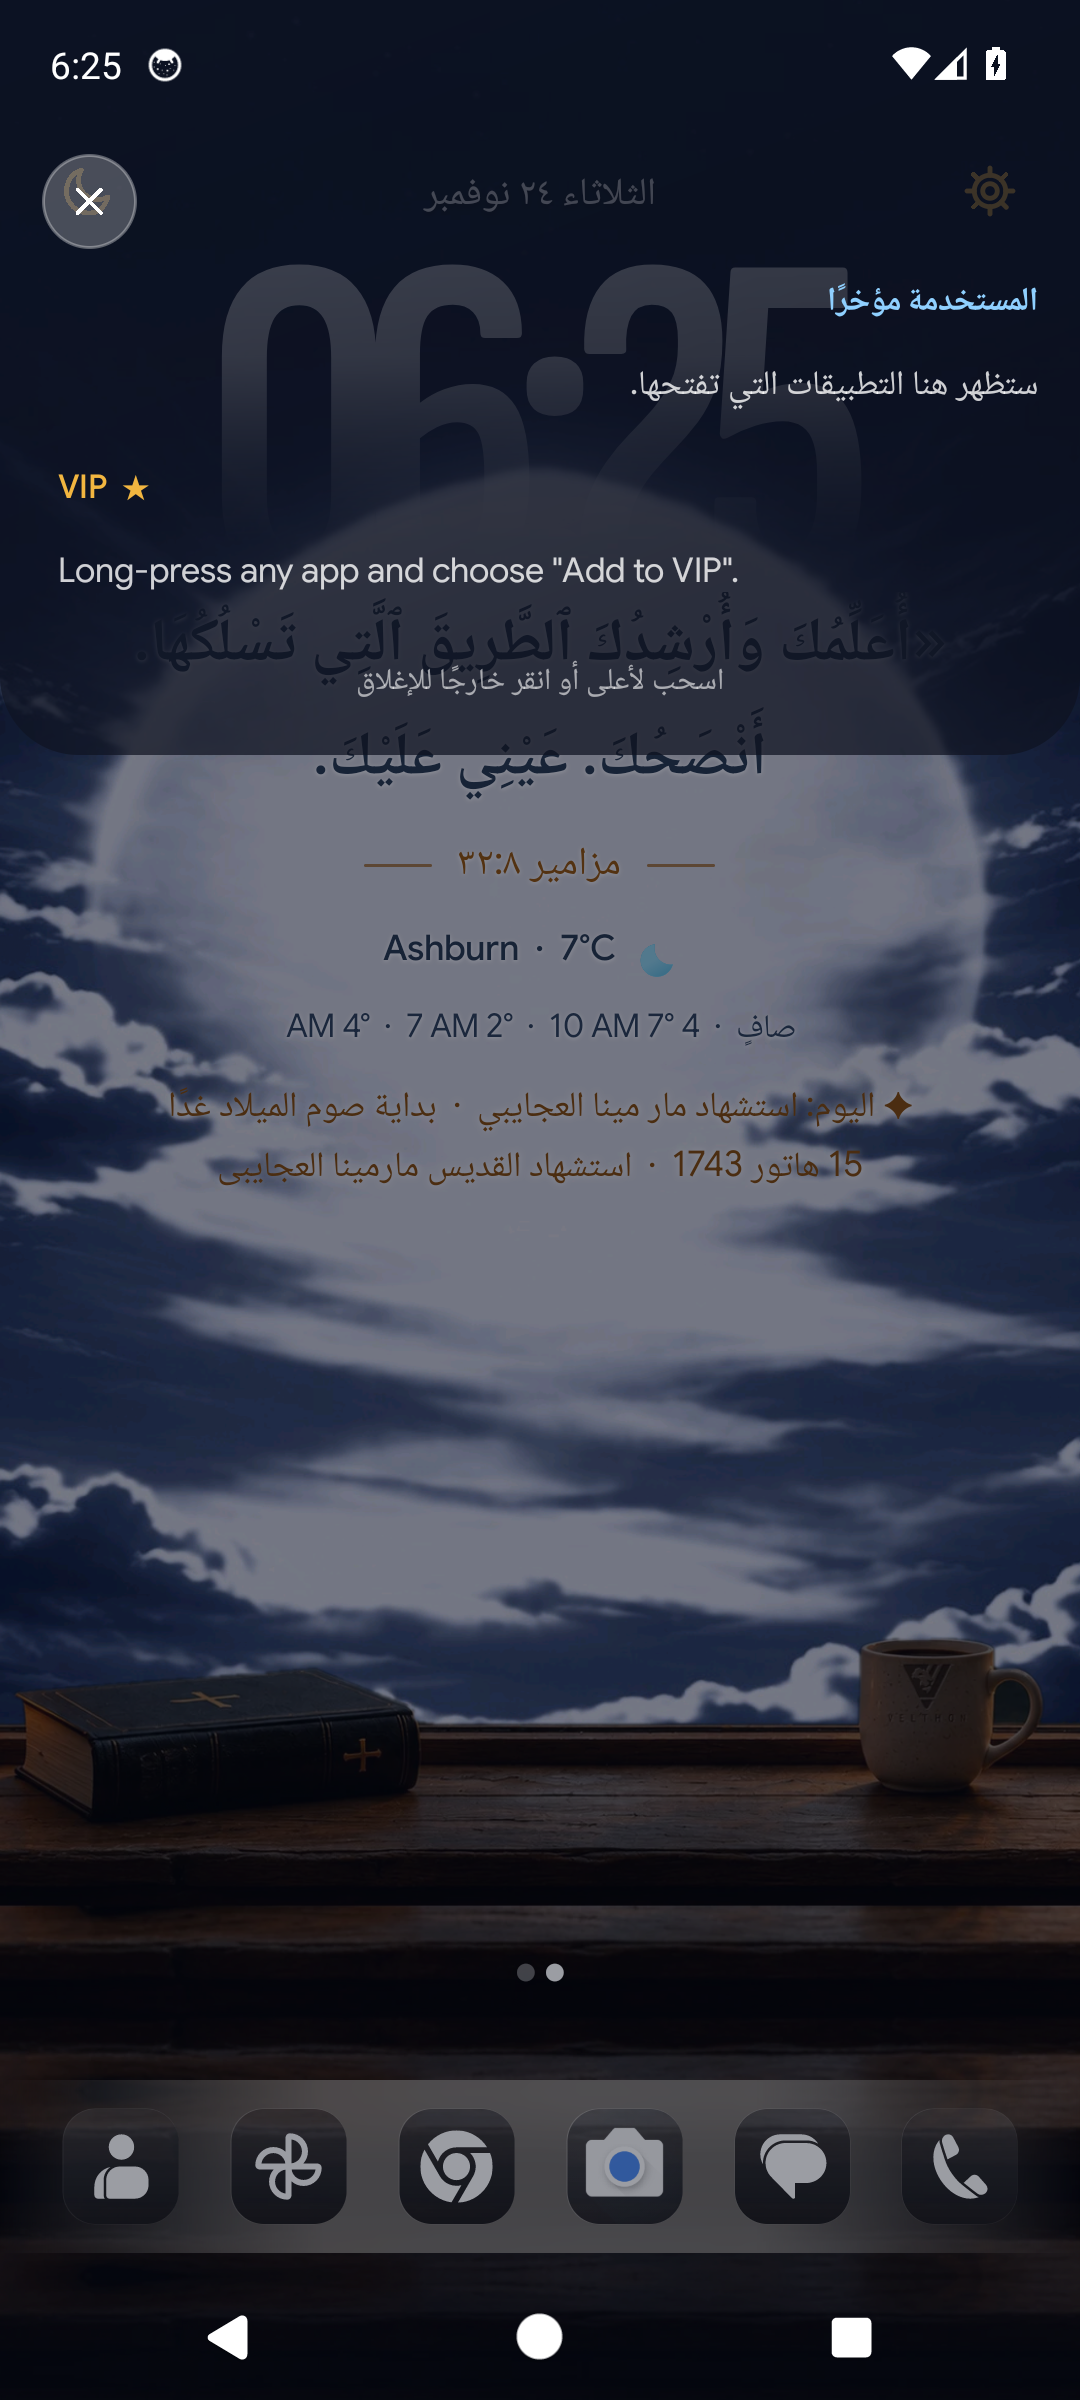 6:25
الثلاثاء ٢٤ نوفمبر
06:25
المستخدمة مؤخرًا
ستظهر هنا التطبيقات التي تفتحها.
VIP ★
Long-press any app and choose "Add to VIP".
«أُعَلِّمُكَ وَأُرْشِدُكَ ٱلطَّرِيقَ ٱلَّتِي تَسْلُكُهَا.
اسحب لأعلى أو انقر خارجًا للإغلاق
أَنْصَحُكَ. عَيْنِي عَلَيْكَ.
مزامير ٣٢:٨
Ashburn · 7°C
صافٍ · 4 AM 4° · 7 AM 2° · 10 AM 7°
✦ اليوم: استشهاد مار مينا العجايبي · بداية صوم الميلاد غدًا
15 هاتور 1743 · استشهاد القديس مارمينا العجايبى